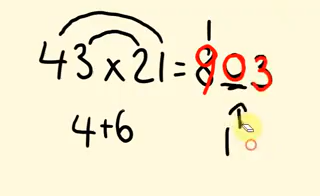 1
43 x 21 = 903
4+6
1